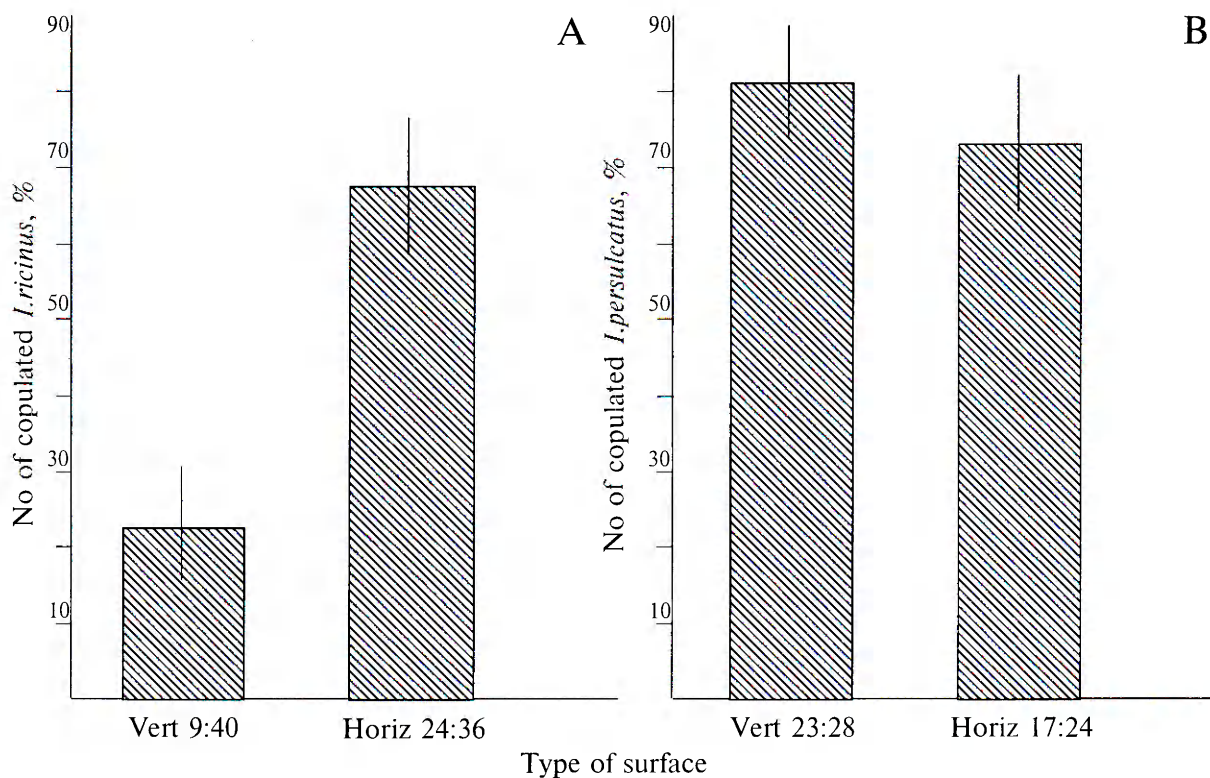 A
No of copulated I.ricinus, %
90
70
50
30
10
Vert 9:40
Horiz 24:36
B
No of copulated I.persulcatus, %
90
70
50
30
10
Vert 23:28
Horiz 17:24
Type of surface